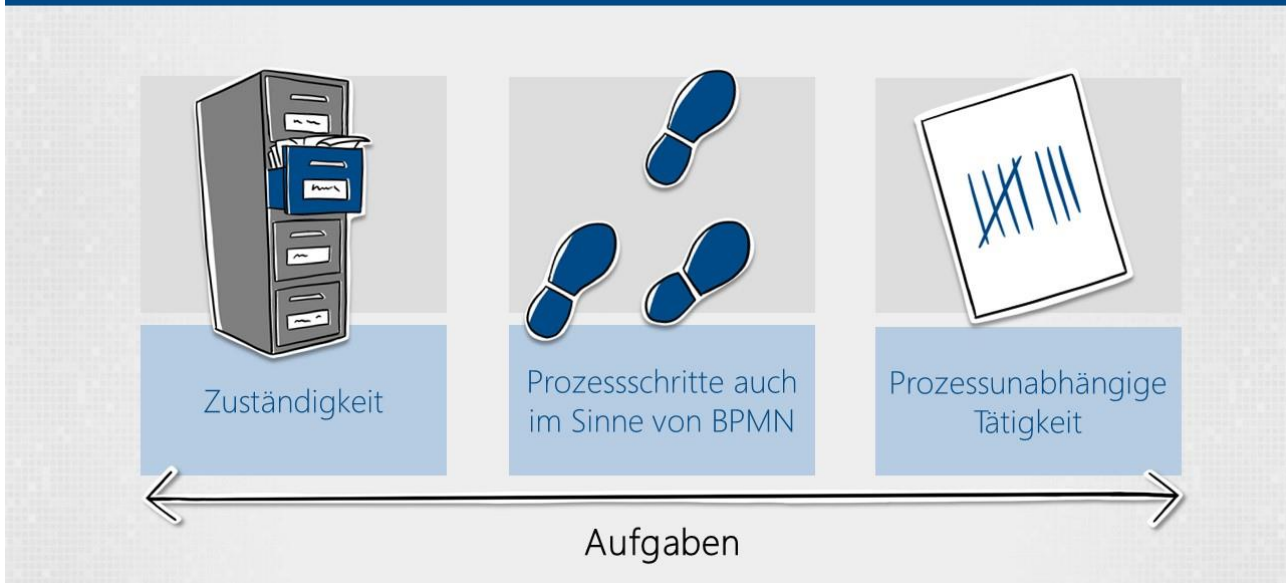 Zuständigkeit
Prozessschritte auch
im Sinne von BPMN
Prozessunabhängige
Tätigkeit
Aufgaben